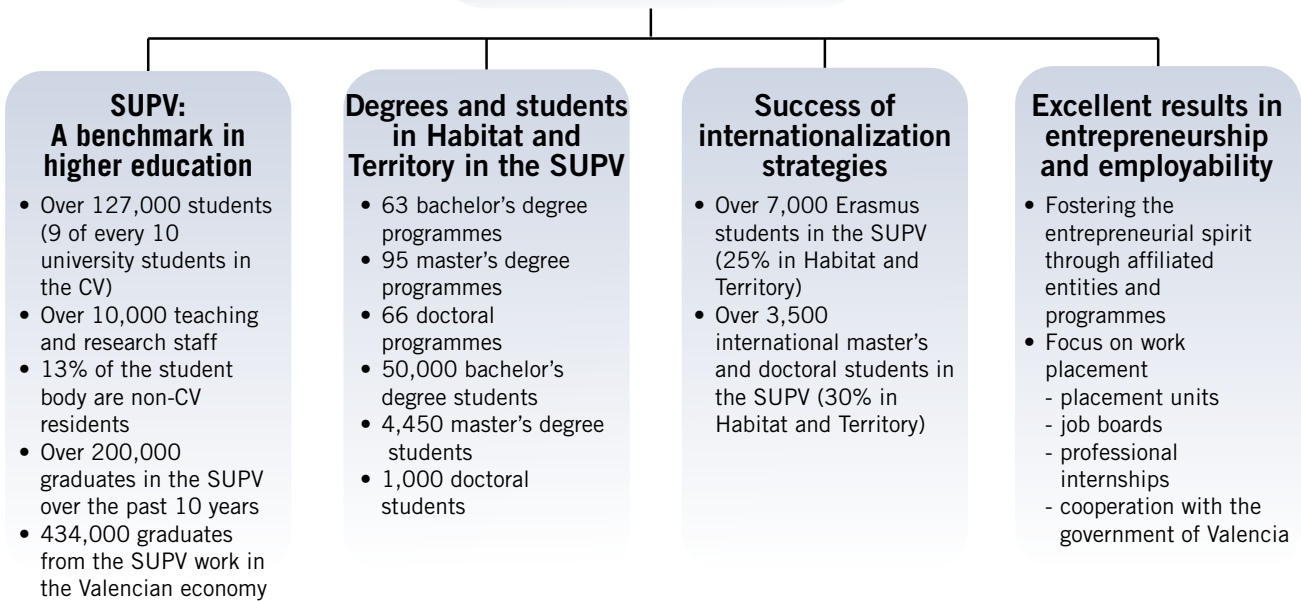 SUPV:
A benchmark in
higher education
• Over 127,000 students
(9 of every 10
university students in
the CV)
• Over 10,000 teaching
and research staff
• 13% of the student
body are non-CV
residents
• Over 200,000
graduates in the SUPV
over the past 10 years
• 434,000 graduates
from the SUPV work in
the Valencian economy
Degrees and students
in Habitat and
Territory in the SUPV
• 63 bachelor's degree
programmes
• 95 master's degree
programmes
• 66 doctoral
programmes
• 50,000 bachelor's
degree students
• 4,450 master's degree
students
• 1,000 doctoral
students
Success of
internationalization
strategies
• Over 7,000 Erasmus
students in the SUPV
(25% in Habitat and
Territory)
• Over 3,500
international master's
and doctoral students in
the SUPV (30% in
Habitat and Territory)
Excellent results in
entrepreneurship
and employability
• Fostering the
entrepreneurial spirit
through affiliated
entities and
programmes
• Focus on work
placement
- placement units
- job boards
- professional
internships
- cooperation with the
government of Valencia